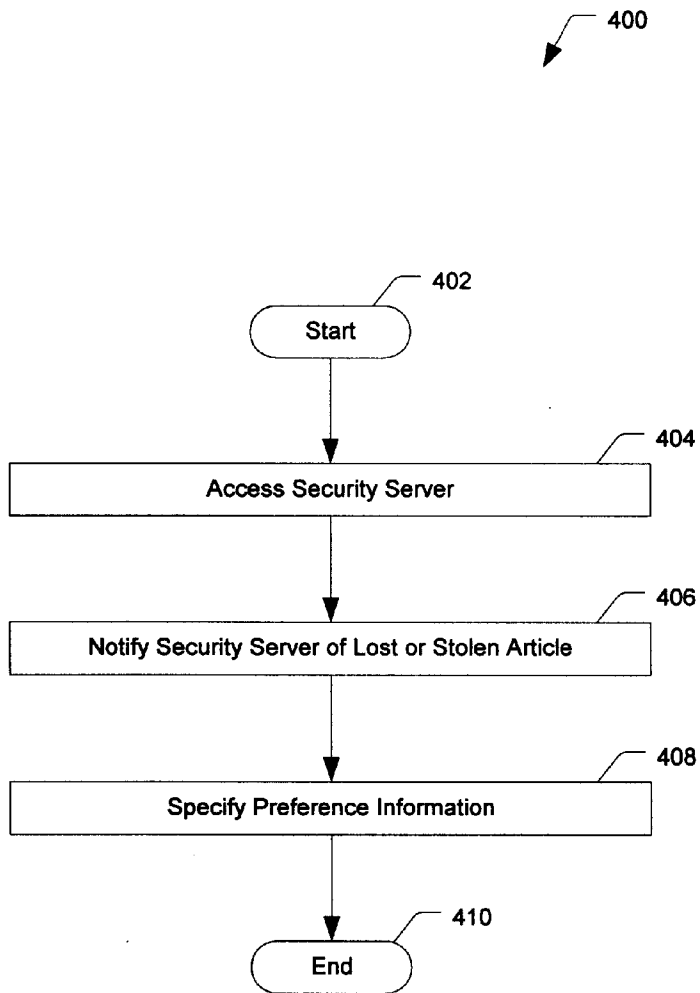 400
402
Start
404
Access Security Server
406
Notify Security Server of Lost or Stolen Article
408
Specify Preference Information
410
End